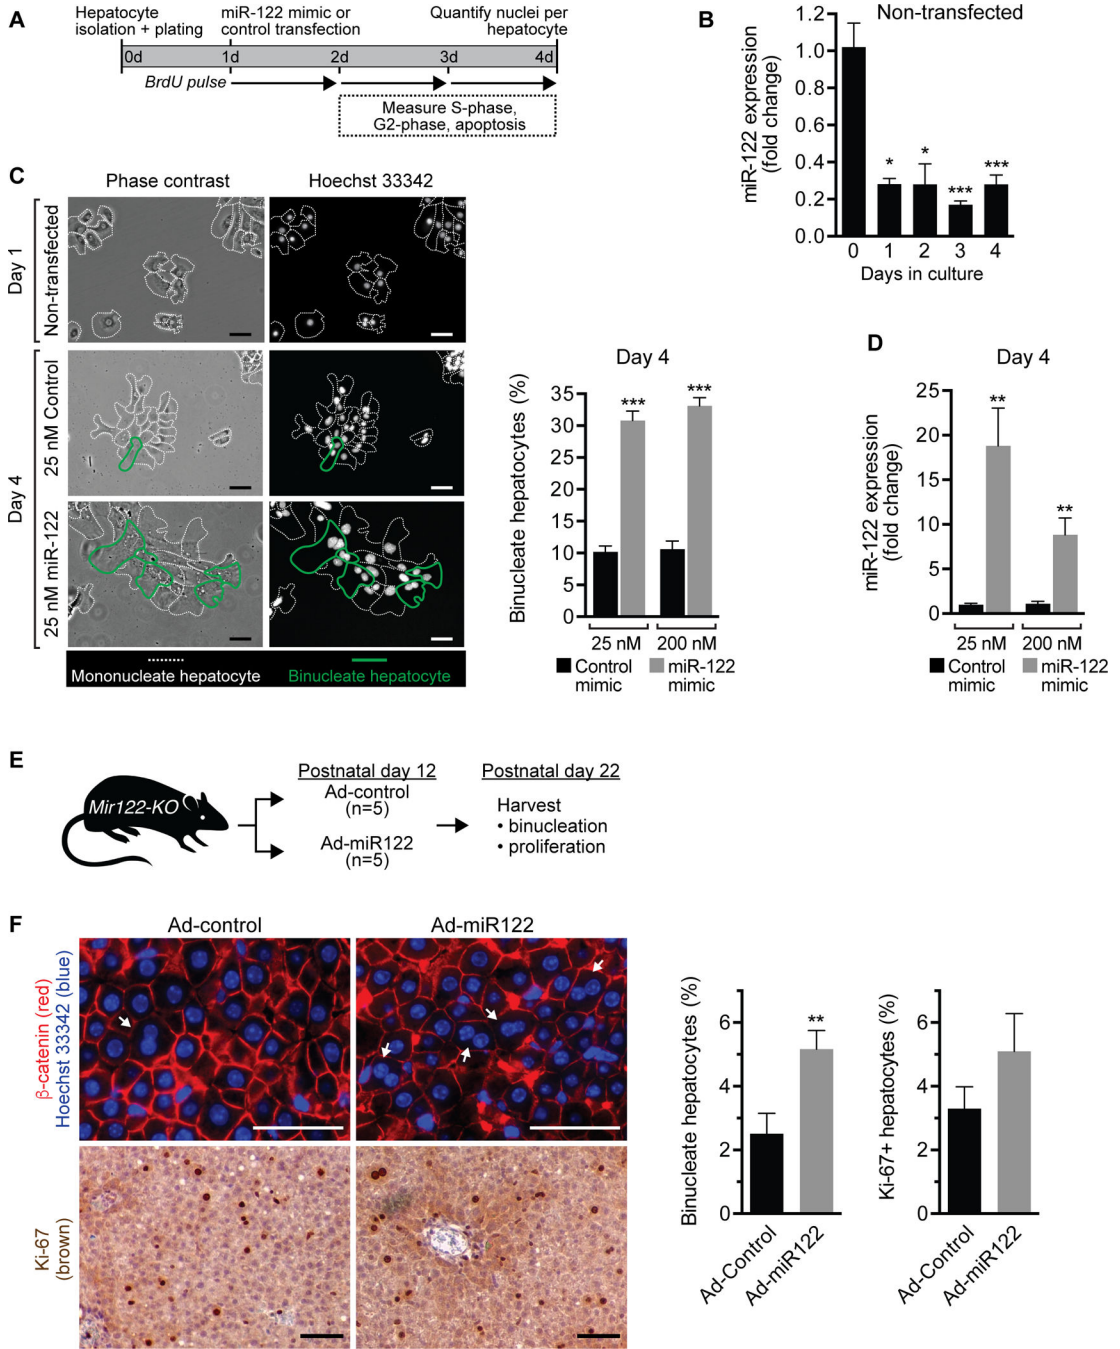 A
Hepatocyte
isolation + plating
miR-122 mimic or
control transfection
Quantify nuclei per
hepatocyte
0d 1d 2d 3d 4d
BrdU pulse
Measure S-phase,
G2-phase, apoptosis
B
Non-transfected
miR-122 expression
(fold change)
1.2
1.0
0.8
0.6
0.4
0.2
0.0
* * *** ***
0 1 2 3 4
Days in culture
C
Phase contrast
Hoechst 33342
Day 1
Non-transfected
Day 4
25 nM Control
25 nM miR-122
Mononucleate hepatocyte
Binucleate hepatocyte
Day 4
Binucleate hepatocytes (%)
35
30
25
20
15
10
5
0
*** ***
25 nM 200 nM
Control
mimic
miR-122
mimic
D
Day 4
miR-122 expression
(fold change)
25
20
15
10
5
0
** **
25 nM 200 nM
Control
mimic
miR-122
mimic
E
Mir122-KO
Postnatal day 12
Ad-control
(n=5)
Ad-miR122
(n=5)
Postnatal day 22
Harvest
• binucleation
• proliferation
F
Ad-control
Ad-miR122
β-catenin (red)
Hoechst 33342 (blue)
Ki-67
(brown)
Binucleate hepatocytes (%)
6
4
2
0
**
Ad-Control
Ad-miR122
Ki-67+ hepatocytes (%)
6
4
2
0
Ad-Control
Ad-miR122